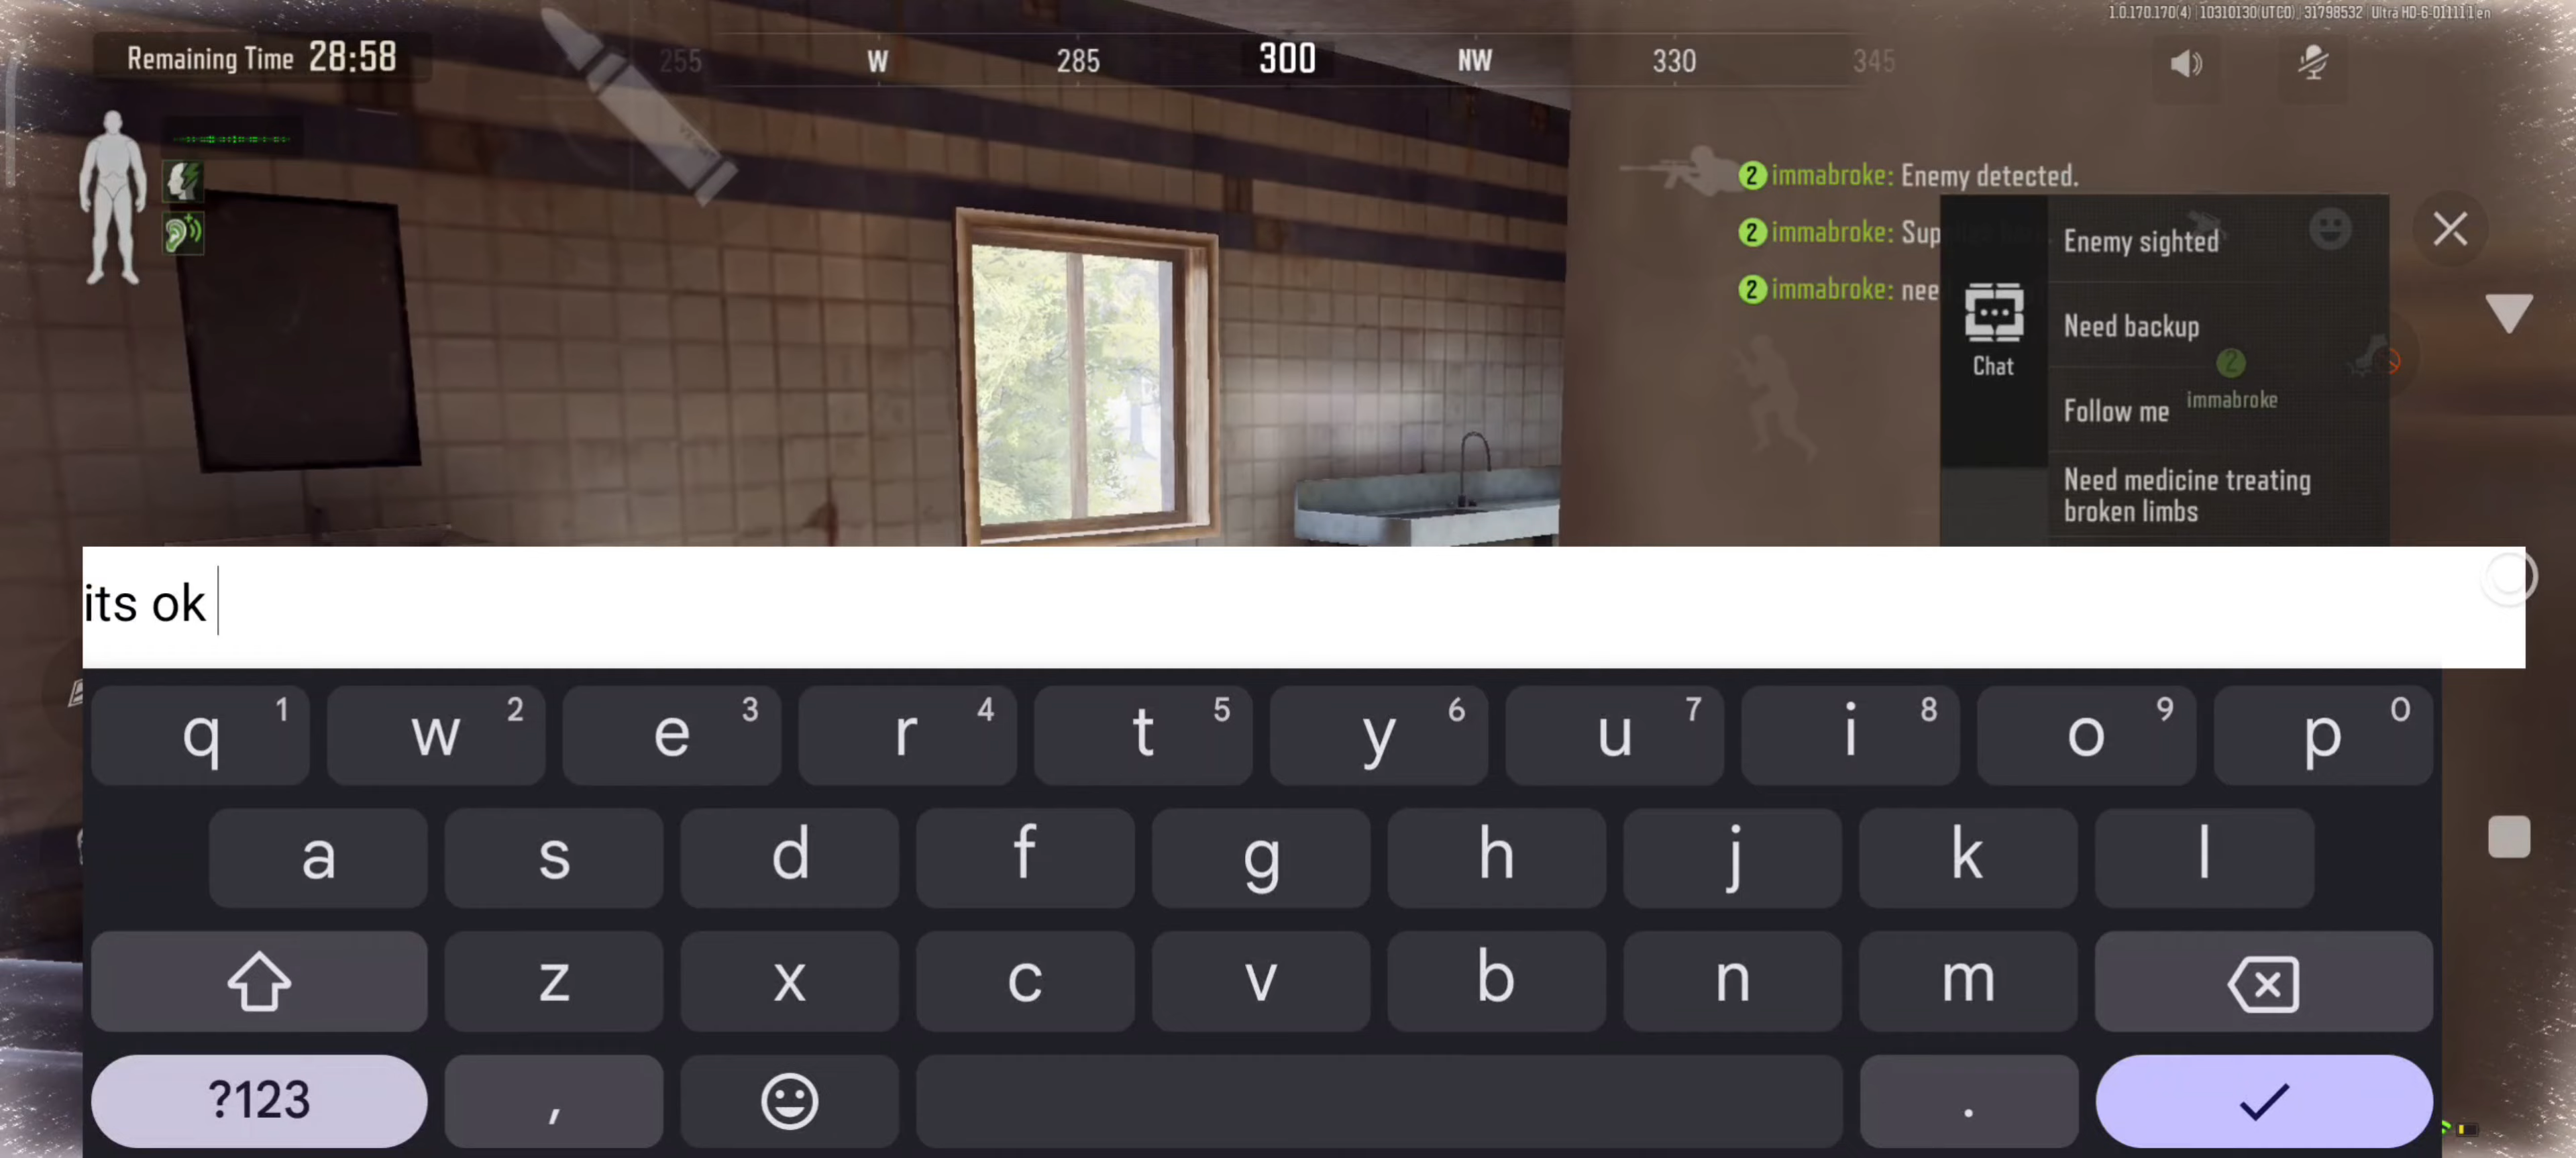 1.0.170.170(4) 10310130(UTC0) 31798532 Ultra HD-6-011111 en
Remaining Time 28:58
255 W 285 300 NW 330 345
2 immabroke: Enemy detected.
2 immabroke: Sup
2 immabroke: nee
Chat
Enemy sighted
Need backup
2
Follow me
immabroke
Need medicine treating
broken limbs
its ok
q 1 w 2 e 3 r 4 t 5 y 6 u 7 i 8 o 9 p 0
a s d f g h j k l
z x c v b n m
?123 , .